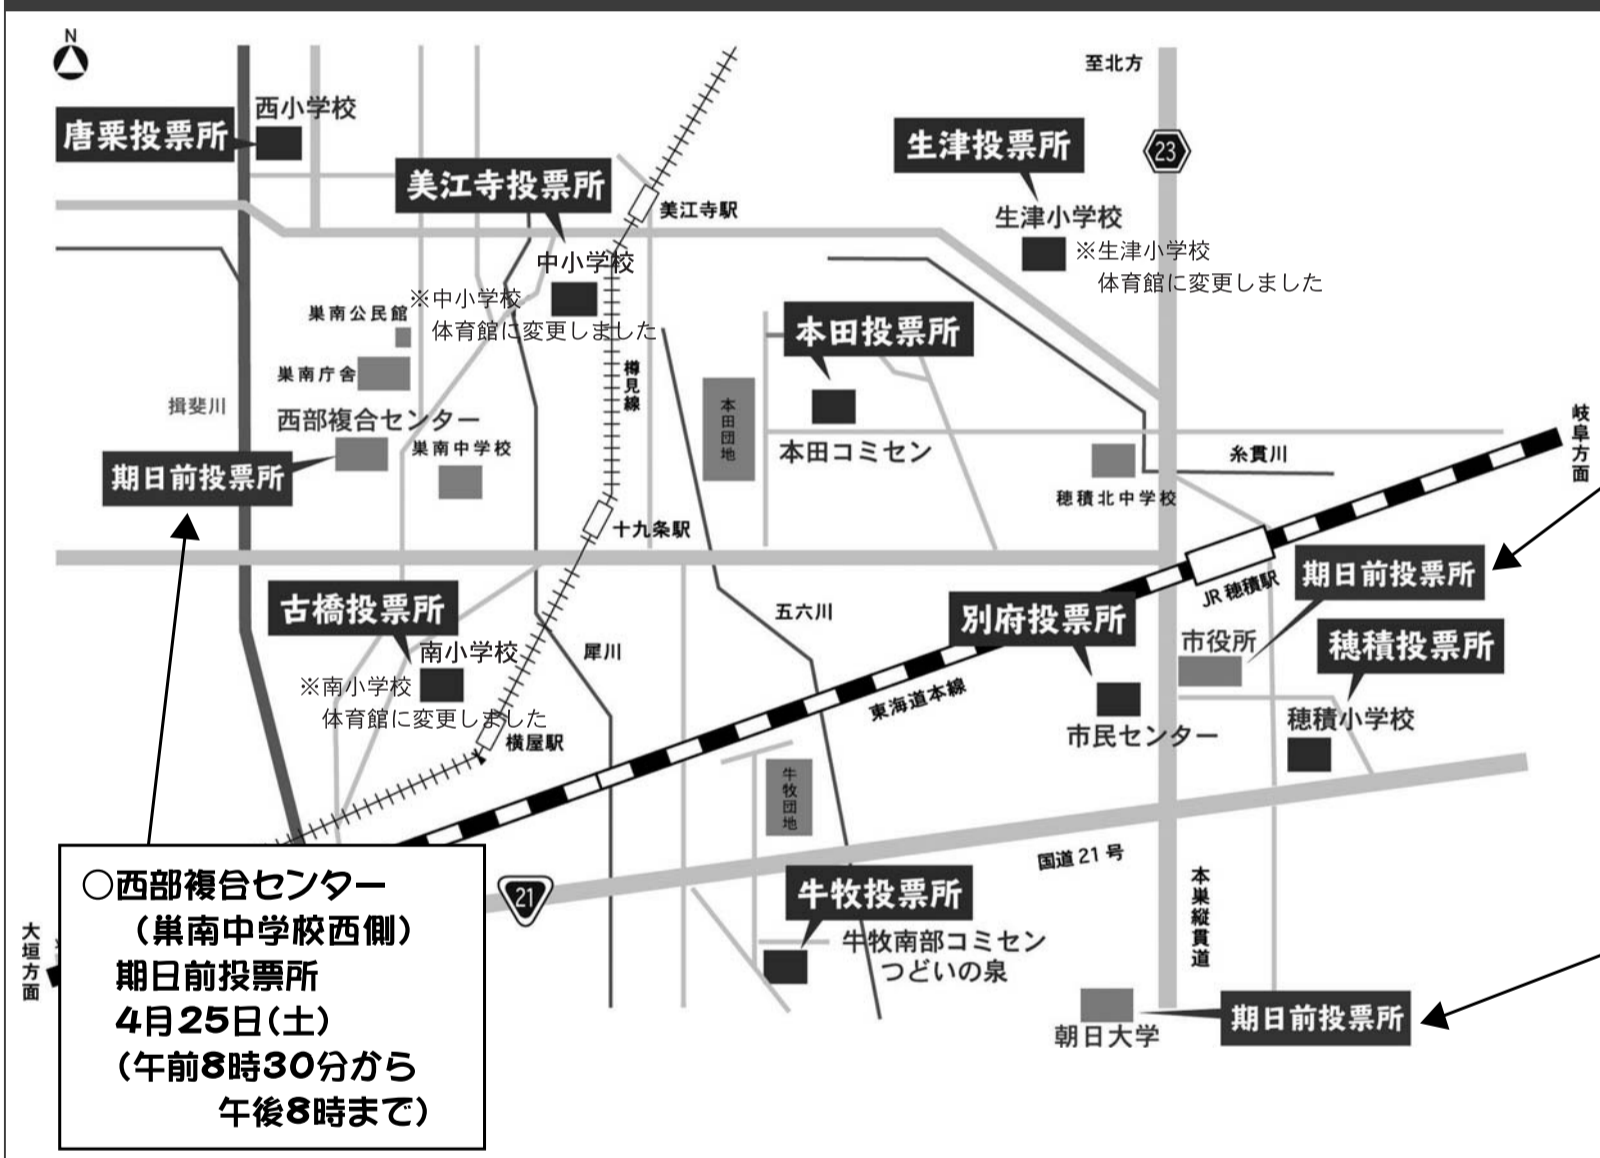 N
至北方
西小学校
唐栗投票所
美江寺投票所
美江寺駅
生津投票所
23
生津小学校
※生津小学校
体育館に変更しました
中小学校
※中小学校
体育館に変更しました
巣南公民館
巣南庁舎
揖斐川
西部複合センター
巣南中学校
期日前投票所
樽見線
本田団地
本田投票所
本田コミセン
糸貫川
穂積北中学校
岐阜方面
十九条駅
古橋投票所
南小学校
※南小学校
体育館に変更しました
犀川
横屋駅
五六川
別府投票所
JR 穂積駅
期日前投票所
市役所
穂積投票所
穂積小学校
市民センター
東海道本線
牛牧団地
国道 21 号
21
牛牧投票所
牛牧南部コミセン
つどいの泉
本巣縦貫道
朝日大学
期日前投票所
大垣方面
○西部複合センター
（巣南中学校西側）
期日前投票所
4月25日(土)
(午前8時30分から
午後8時まで)